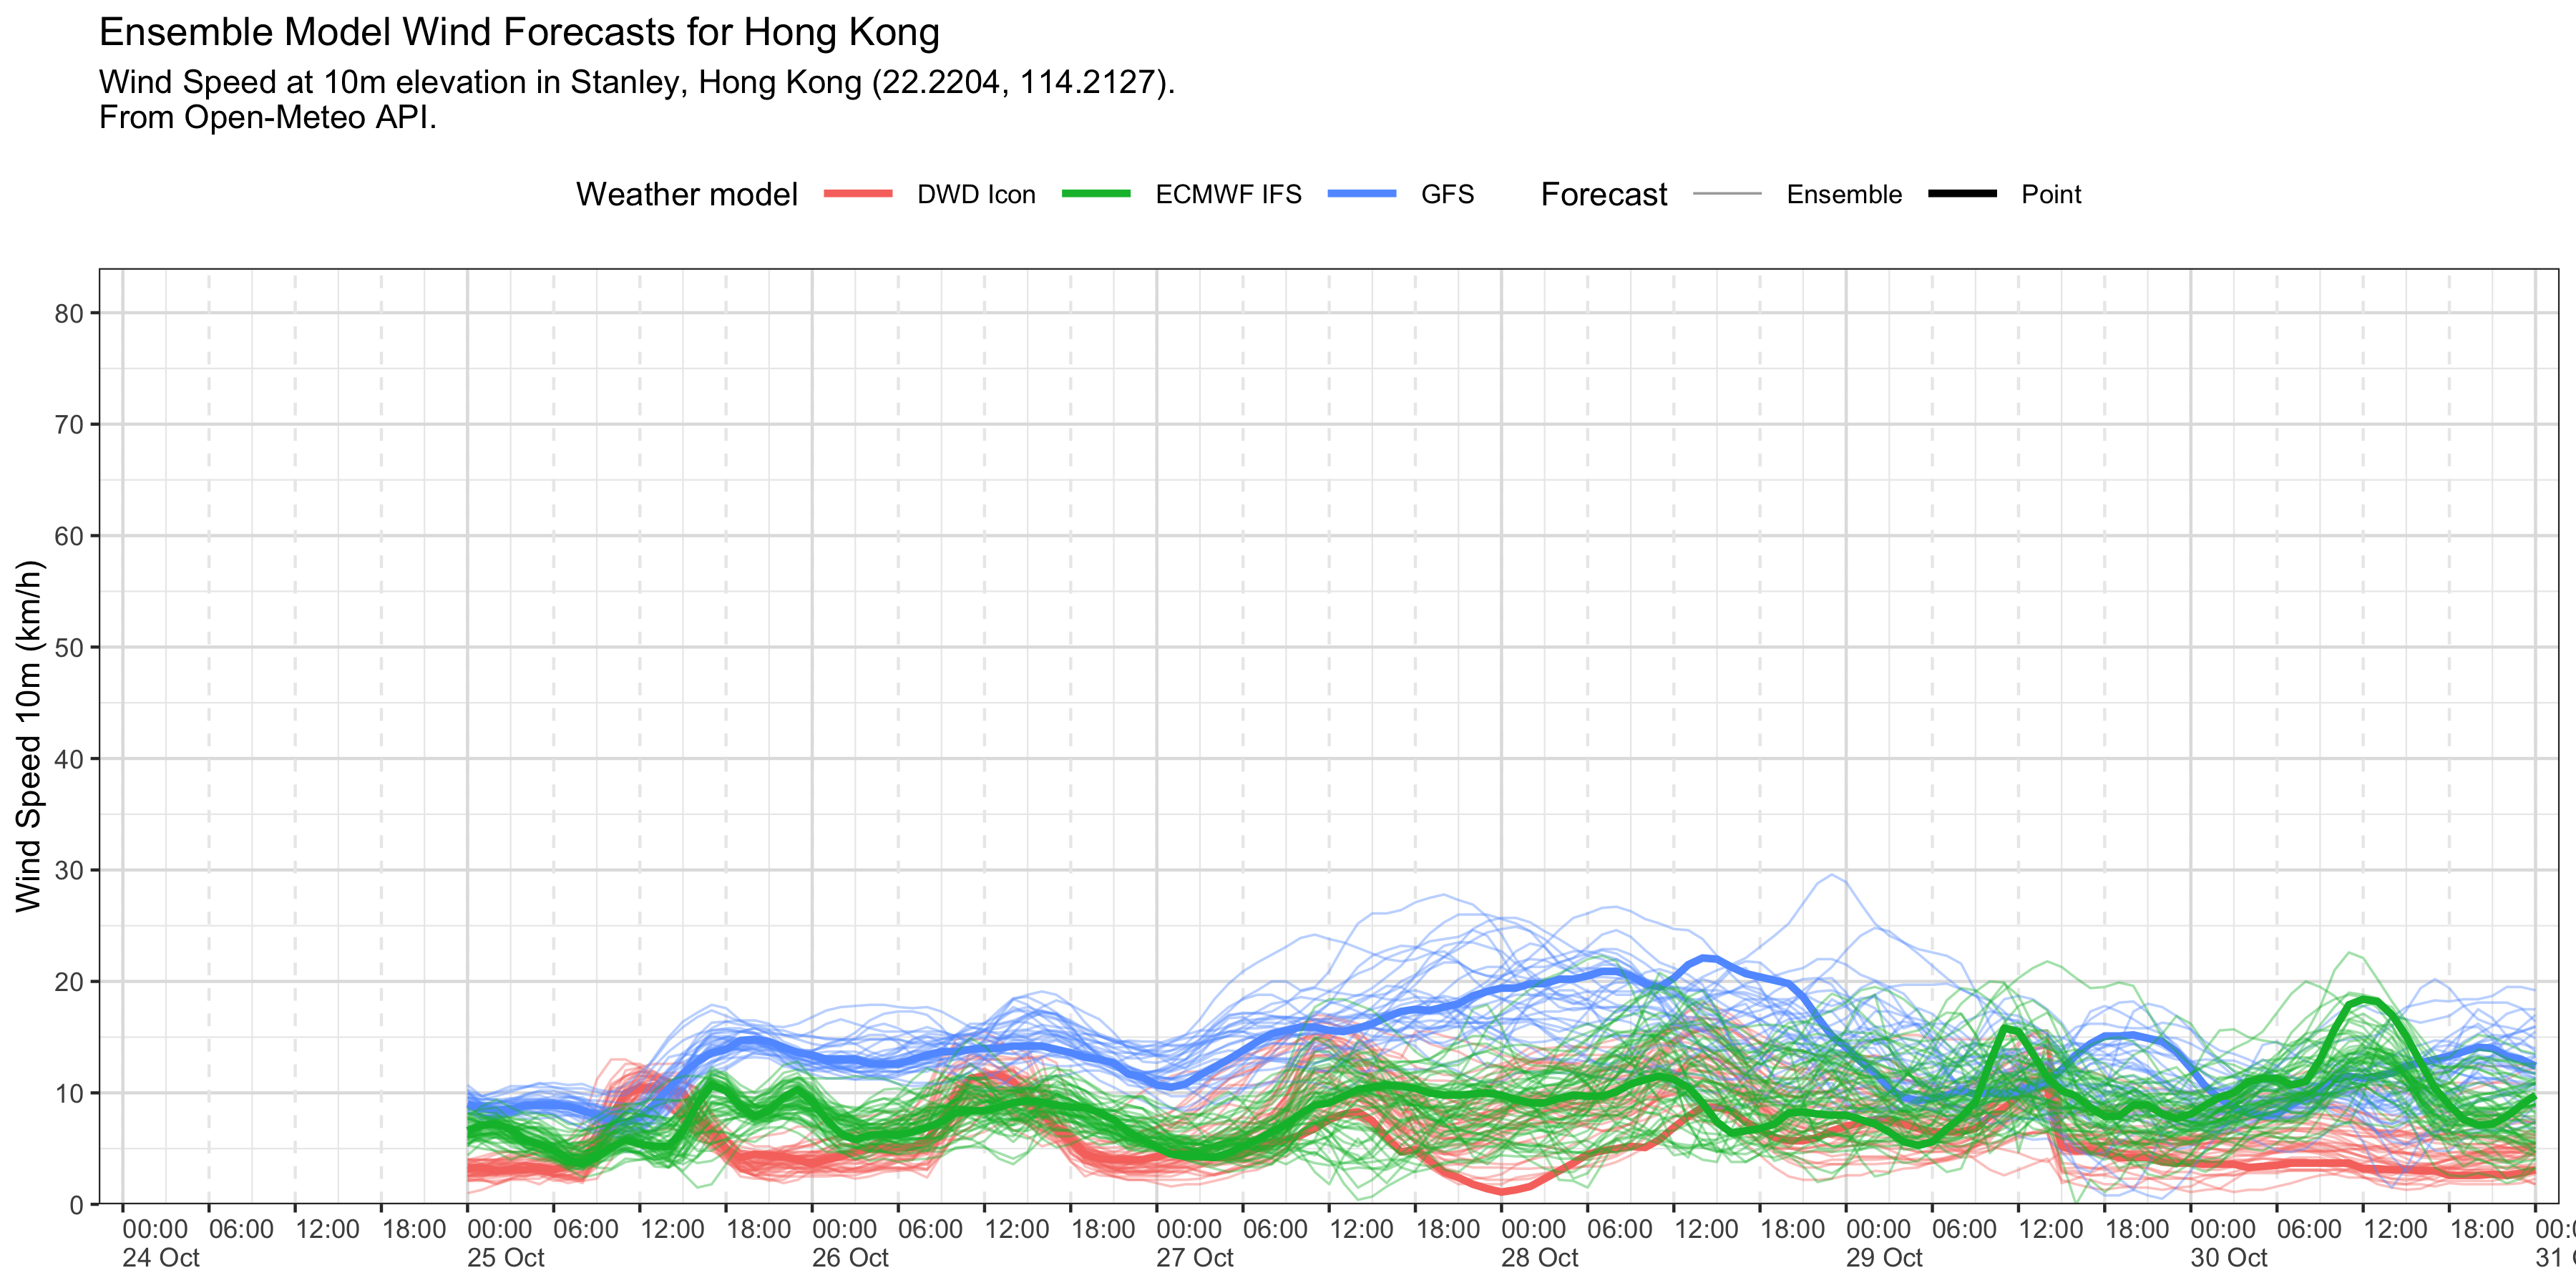 Ensemble Model Wind Forecasts for Hong Kong
Wind Speed at 10m elevation in Stanley, Hong Kong (22.2204, 114.2127).
From Open-Meteo API.
Weather model DWD Icon ECMWF IFS GFS Forecast Ensemble Point
Wind Speed 10m (km/h)
80
70
60
50
40
30
20
10
0
00:00 06:00 12:00 18:00 00:00 06:00 12:00 18:00 00:00 06:00 12:00 18:00 00:00 06:00 12:00 18:00 00:00 06:00 12:00 18:00 00:00 06:00 12:00 18:00 00:00 06:00 12:00 18:00
24 Oct 25 Oct 26 Oct 27 Oct 28 Oct 29 Oct 30 Oct 31